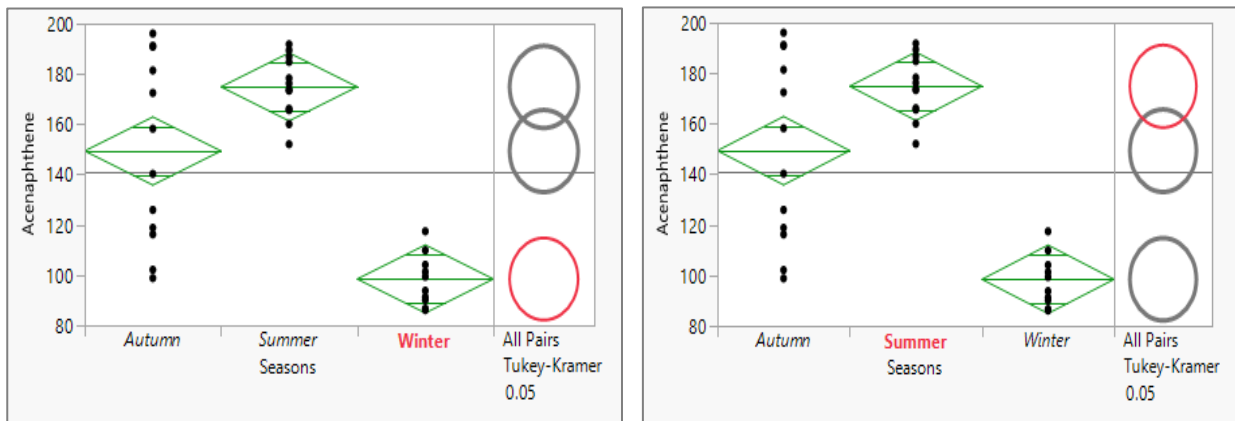 200
180
160
140
120
100
80
Acenaphthene
Autumn Summer Winter
Seasons
All Pairs
Tukey-Kramer
0.05
200
180
160
140
120
100
80
Acenaphthene
Autumn Summer Winter
Seasons
All Pairs
Tukey-Kramer
0.05